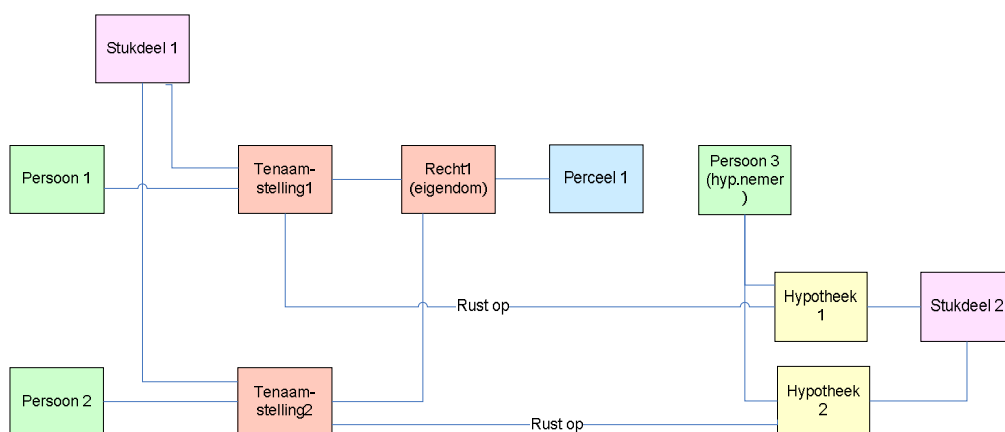 Stukdeel 1
Persoon 1
Tenaam-
stelling1
Recht1
(eigendom)
Perceel 1
Persoon 3
(hyp.nemer
)
Rust op
Hypotheek
1
Stukdeel 2
Persoon 2
Tenaam-
stelling2
Rust op
Hypotheek
2